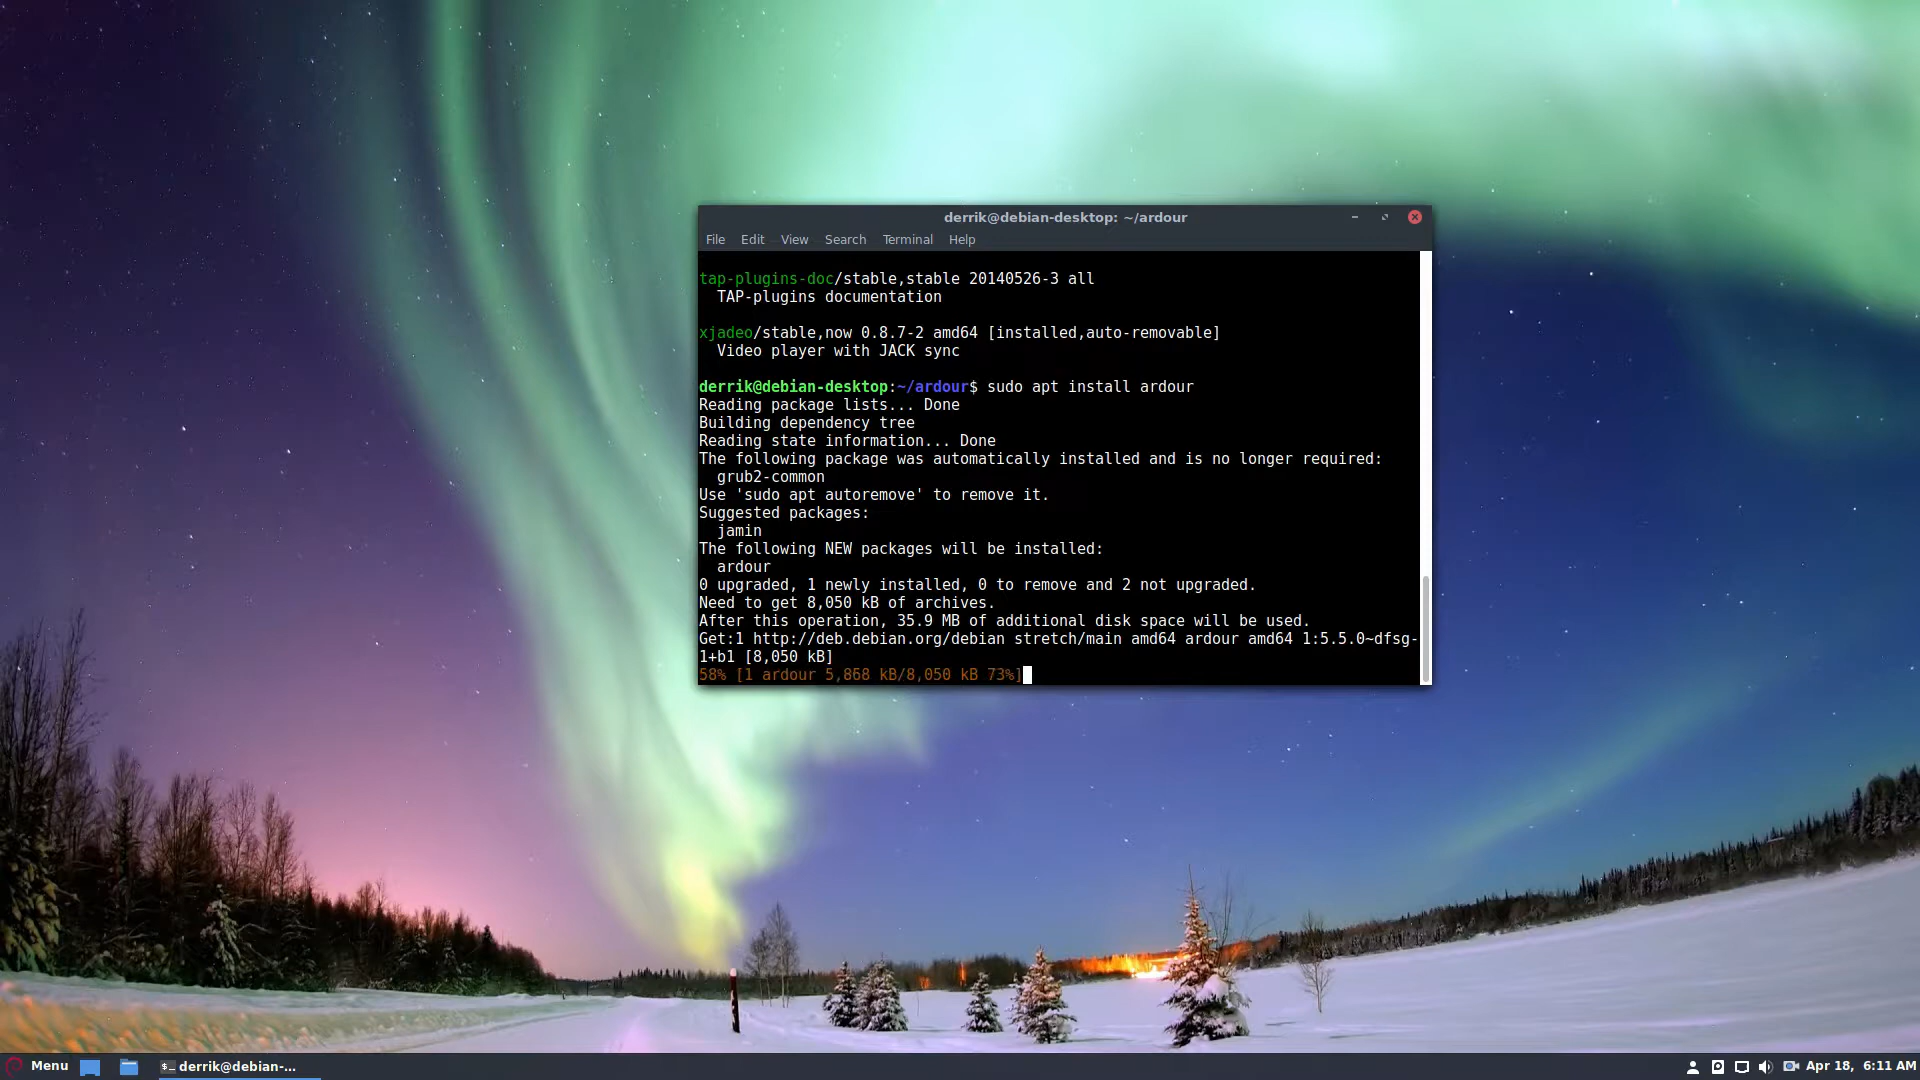 derrik@debian-desktop: ~/ardour
File Edit View Search Terminal Help
tap-plugins-doc/stable,stable 20140526-3 all
TAP-plugins documentation
xjadeo/stable,now 0.8.7-2 amd64 [installed,auto-removable]
Video player with JACK sync
derrik@debian-desktop:~/ardour$ sudo apt install ardour
Reading package lists... Done
Building dependency tree
Reading state information... Done
The following package was automatically installed and is no longer required:
grub2-common
Use 'sudo apt autoremove' to remove it.
Suggested packages:
jamin
The following NEW packages will be installed:
ardour
0 upgraded, 1 newly installed, 0 to remove and 2 not upgraded.
Need to get 8,050 kB of archives.
After this operation, 35.9 MB of additional disk space will be used.
Get:1 http://deb.debian.org/debian stretch/main amd64 ardour amd64 1:5.5.0~dfsg-
1+b1 [8,050 kB]
58% [1 ardour 5,868 kB/8,050 kB 73%]
Menu $_ derrik@debian-... Apr 18, 6:11 AM